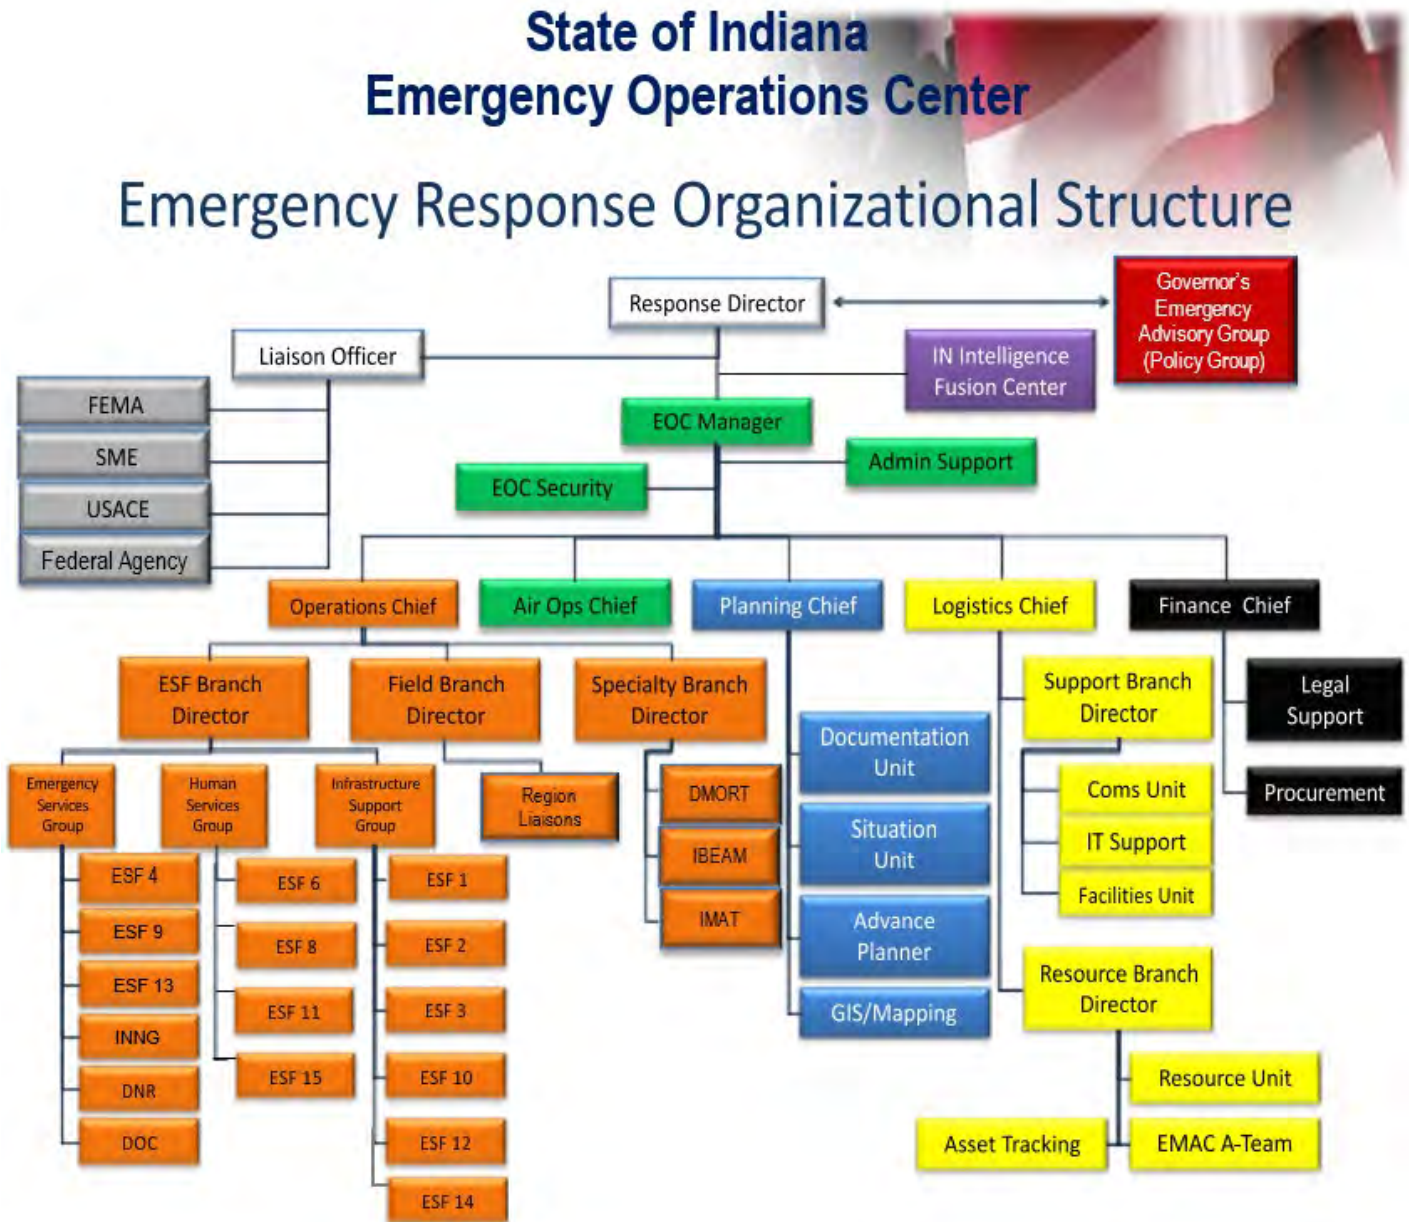 State of Indiana
Emergency Operations Center
Emergency Response Organizational Structure
Response Director
Governor's
Emergency
Advisory Group
(Policy Group)
Liaison Officer
IN Intelligence
Fusion Center
FEMA
SME
USACE
Federal Agency
EOC Manager
Admin Support
EOC Security
Operations Chief
Air Ops Chief
Planning Chief
Logistics Chief
Finance Chief
ESF Branch
Director
Field Branch
Director
Specialty Branch
Director
Emergency
Services
Group
Human
Services
Group
Infrastructure
Support
Group
Region
Liaisons
DMORT
IBEAM
IMAT
ESF 4
ESF 9
ESF 13
INNG
DNR
DOC
ESF 6
ESF 8
ESF 11
ESF 15
ESF 1
ESF 2
ESF 3
ESF 10
ESF 12
ESF 14
Documentation
Unit
Situation
Unit
Advance
Planner
GIS/Mapping
Support Branch
Director
Coms Unit
IT Support
Facilities Unit
Resource Branch
Director
Resource Unit
Asset Tracking
EMAC A-Team
Legal
Support
Procurement